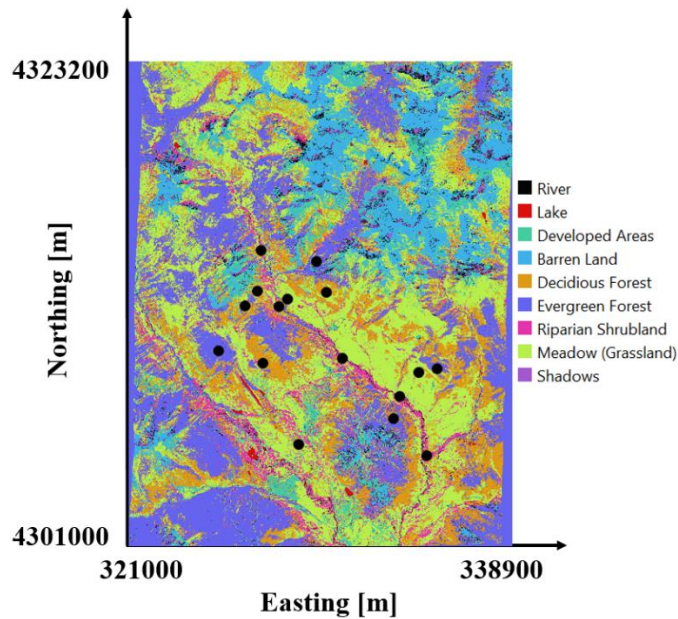 4323200
Northing [m]
River
Lake
Developed Areas
Barren Land
Decidious Forest
Evergreen Forest
Riparian Shrubland
Meadow (Grassland)
Shadows
4301000
321000
338900
Easting [m]